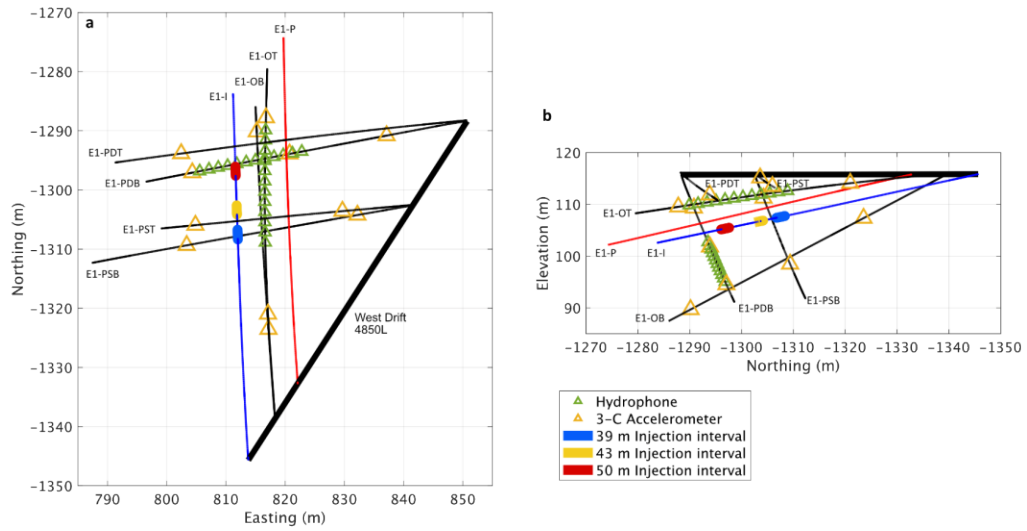 a
-1270
-1280
-1290
-1300
-1310
-1320
-1330
-1340
-1350
Northing (m)
790
800
810
820
830
840
850
Easting (m)
E1-P
E1-OT
E1-OB
E1-I
E1-PDT
E1-PDB
E1-PST
E1-PSB
West Drift
4850L
b
120
110
100
90
Elevation (m)
-1270
-1280
-1290
-1300
-1310
-1320
-1330
-1340
-1350
Northing (m)
E1-PDT
E1-PST
E1-OT
E1-P
E1-I
E1-OB
E1-PDB
E1-PSB
Hydrophone
3-C Accelerometer
39 m Injection interval
43 m Injection interval
50 m Injection interval